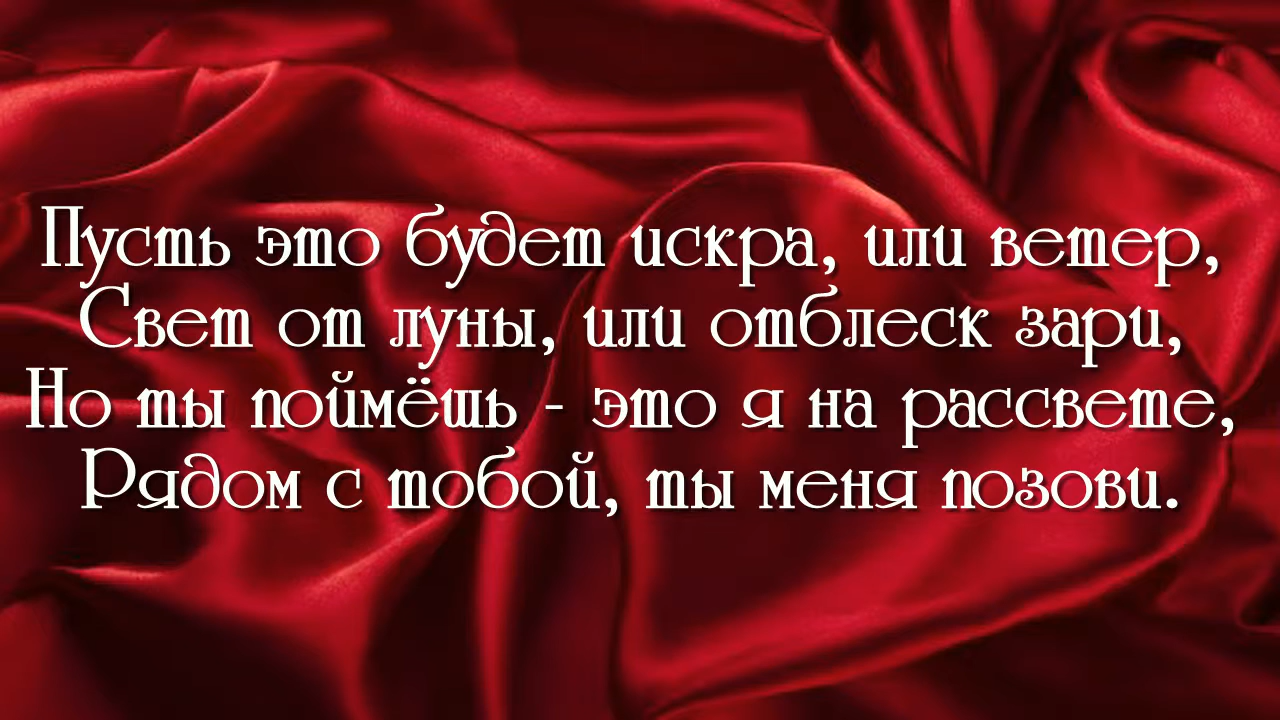 Пусть это будет искра, или ветер,
Свет от луны, или отблеск зари,
Но ты поймёшь - это я на рассвете,
Рядом с тобой, ты меня позови.